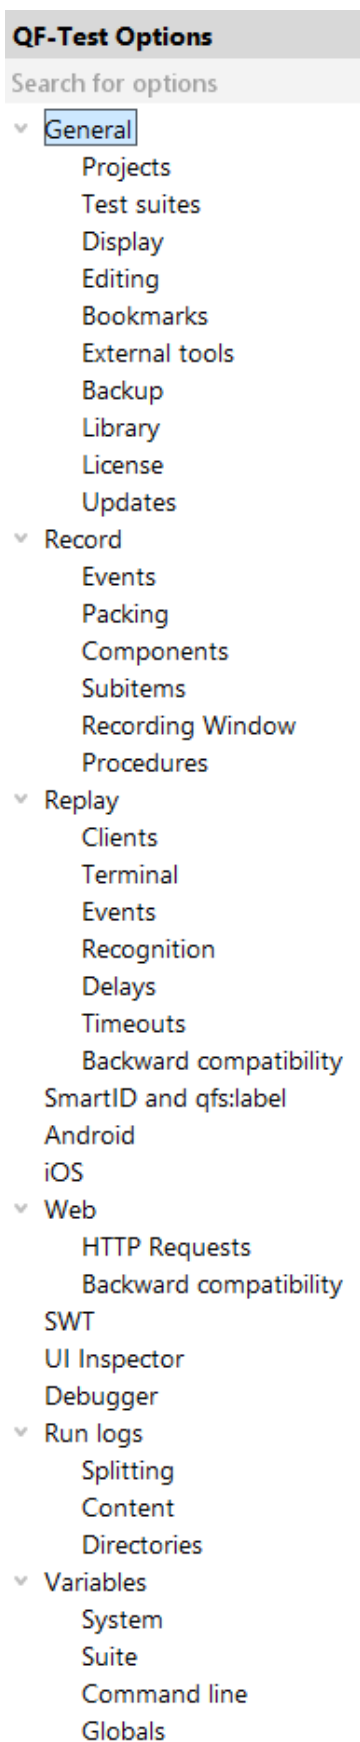 QF-Test Options
Search for options
General
Projects
Test suites
Display
Editing
Bookmarks
External tools
Backup
Library
License
Updates
Record
Events
Packing
Components
Subitems
Recording Window
Procedures
Replay
Clients
Terminal
Events
Recognition
Delays
Timeouts
Backward compatibility
SmartID and qfs:label
Android
iOS
Web
HTTP Requests
Backward compatibility
SWT
UI Inspector
Debugger
Run logs
Splitting
Content
Directories
Variables
System
Suite
Command line
Globals